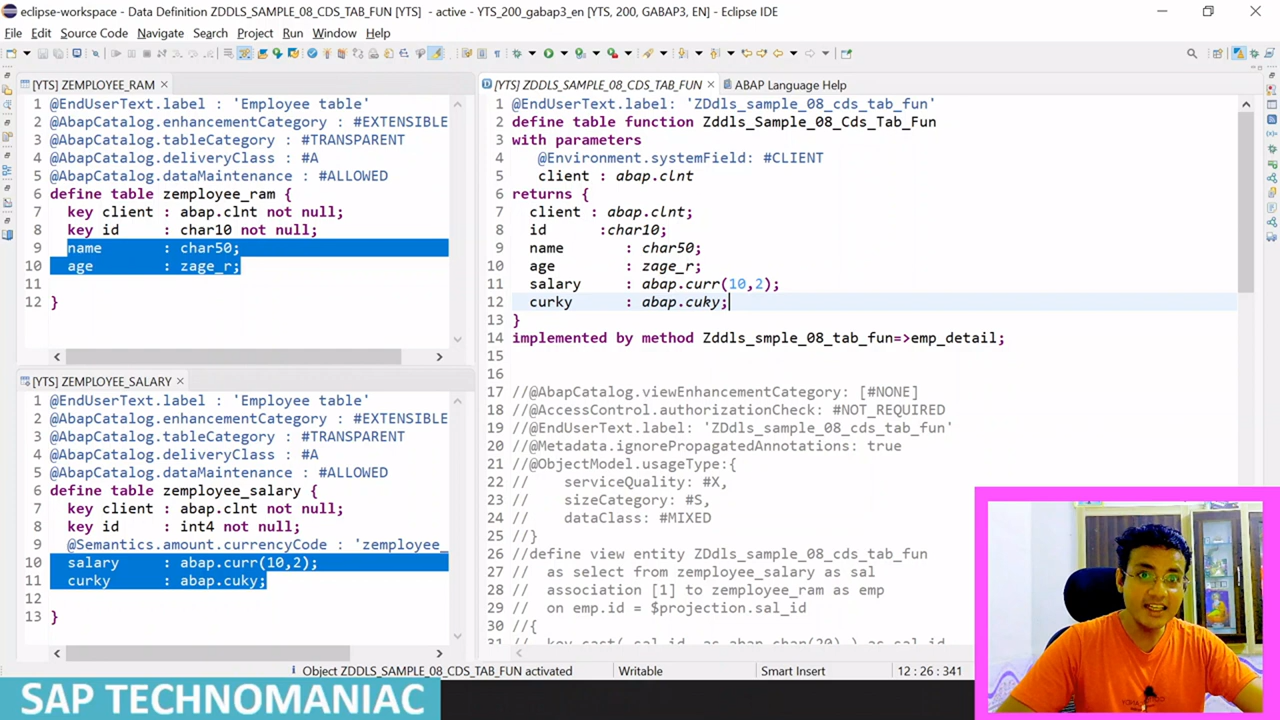 eclipse-workspace - Data Definition ZDDLS_SAMPLE_08_CDS_TAB_FUN [YTS]  - active - YTS_200_gabap3_en [YTS, 200, GABAP3, EN] - Eclipse IDE
File Edit Source Code Navigate Search Project Run Window Help
[YTS] ZEMPLOYEE_RAM
1 @EndUserText.label : 'Employee table'
2 @AbapCatalog.enhancementCategory : #EXTENSIBLE
3 @AbapCatalog.tableCategory : #TRANSPARENT
4 @AbapCatalog.deliveryClass : #A
5 @AbapCatalog.dataMaintenance : #ALLOWED
6 define table zemployee_ram {
7 key client : abap.clnt not null;
8 key id : char10 not null;
9 name : char50;
10 age : zage_r;
11
12 }
[YTS] ZEMPLOYEE_SALARY
1 @EndUserText.label : 'Employee table'
2 @AbapCatalog.enhancementCategory : #EXTENSIBLE
3 @AbapCatalog.tableCategory : #TRANSPARENT
4 @AbapCatalog.deliveryClass : #A
5 @AbapCatalog.dataMaintenance : #ALLOWED
6 define table zemployee_salary {
7 key client : abap.clnt not null;
8 key id : int4 not null;
9 @Semantics.amount.currencyCode : 'zemployee_
10 salary : abap.curr(10,2);
11 curky : abap.cuky;
12
13 }
[YTS] ZDDLS_SAMPLE_08_CDS_TAB_FUN
ABAP Language Help
1 @EndUserText.label: 'ZDdls_sample_08_cds_tab_fun'
2 define table function Zddls_Sample_08_Cds_Tab_Fun
3 with parameters
4 @Environment.systemField: #CLIENT
5 client : abap.clnt
6 returns {
7 client : abap.clnt;
8 id :char10;
9 name : char50;
10 age : zage_r;
11 salary : abap.curr(10,2);
12 curky : abap.cuky;
13 }
14 implemented by method Zddls_smple_08_tab_fun=>emp_detail;
15
16
17 //@AbapCatalog.viewEnhancementCategory: [#NONE]
18 //@AccessControl.authorizationCheck: #NOT_REQUIRED
19 //@EndUserText.label: 'ZDdls_sample_08_cds_tab_fun'
20 //@Metadata.ignorePropagatedAnnotations: true
21 //@ObjectModel.usageType:{
22 // serviceQuality: #X,
23 // sizeCategory: #S,
24 // dataClass: #MIXED
25 //}
26 //define view entity ZDdls_sample_08_cds_tab_fun
27 // as select from zemployee_salary as sal
28 // association [1] to zemployee_ram as emp
29 // on emp.id = $projection.sal_id
30 //{
31 // key cast( sal.id as abap.char(20) ) as sal_id
Object ZDDLS_SAMPLE_08_CDS_TAB_FUN activated
Writable
Smart Insert
12 : 26 : 341
SAP TECHNOMANIAC